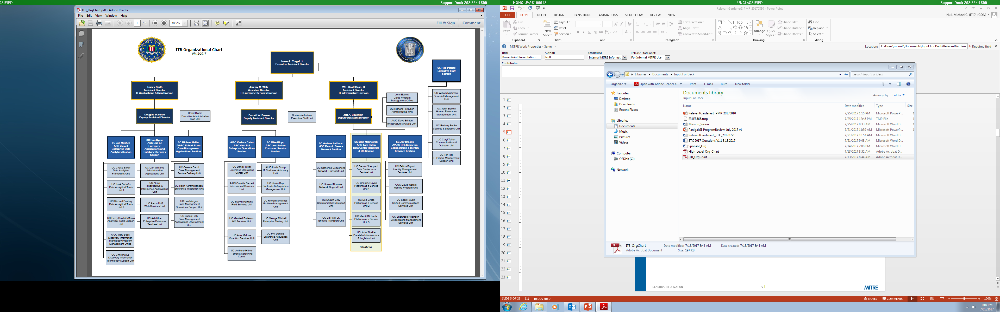 SSIFIED
Support Desk 202-324-1500
ITB_OrgChart.pdf - Adobe Reader
File Edit View Window Help
1 / 1
78.5%
Fill & Sign
Comment
ITB Organizational Chart
07/12/2017
James L. Turgal, Jr.
Executive Assistant Director
SC Rob Parlato
Executive Staff
Section
Tracey North
Assistant Director
IT Applications & Data Division
Jeremy M. Wiltz
Assistant Director
IT Enterprise Services Division
W.L. Scott Bean, III
Assistant Director
IT Infrastructure Division
John Everett
Cloud Program
Management Office
UC Richard Ferguson
Administrative Unit
A/UC Dave Brinton
Infrastructure Analysis Unit
UC William Mattimore
Financial Management
Unit
UC John Biscotti
Human Resources
Management Unit
UC Rodney Benke
Security & Logistics Unit
UC Caryl Tallon
Communications &
Outreach Unit
UC Tim Hall
IT Project Management
Support Unit
Douglas Waldron
Deputy Assistant Director
David Bloom
Executive Administrative
Staff Unit
Donald W. Freese
Deputy Assistant Director
Shafonda Jenkins
Executive Staff Unit
Jeff A. Bauerlein
Deputy Assistant Director
SC Joe Mitchell
ASC Vacant
Enterprise Data
Analytics Section
SC Don Kyzar
ASC Duc Le
Enterprise
Applications and
Database Services
Section
SC Michael Heiler
A/ASC Robert Blake
Case Management
Applications Section
A/SC Karissa Calvo
ASC Hien Bui
Enterprise Operations
Section
SC Mike Klopp
ASC Lee shelton
Customer Service
Section
SC Andrew Leithead
ASC Desmic Pearce
Network Section
SC Mike Malinowski
ASC Tom Paton
Data Center Hardware
& OS Section
SC Jay Brooks
A/ASC Deb Singleton
Collaboration & Identity
Services Section
UC Chase Baker
Data Analytics
Framework Unit
UC José Fortuño
Data Analytical Tools
Unit 1
UC Richard Basting
Data Analytical Tools
Unit 2
UC Gerry ScottoDiMarco
Analytical Tools Support
Unit
A/UC Mary Boos
Discovery Information
Technology Program
Management Office
UC Christina Le
Discovery Information
Technology Support Unit
UC Dan Williams
Administrative
Applications Unit
UC Ali Ali
Investigative &
Intelligence Applications
Unit
UC Aaron Huff
Web Services Unit
UC Ash Khan
Enterprise Database
Services Unit
UC Celeste Danzi
Case Management
Service Delivery Unit
UC Rohit Karamchandani
Enterprise Integration Unit
UC Leo Morgan
Case Management
Operations Support Unit
UC Susan High
Case Management
Applications Development
Unit
UC Daniel Tovar
Enterprise Operations
Center Unit
A/UC Carmita Barnett
International Services
Unit
UC Marvin Hawkins
Field Services Unit
UC Manfred Patterson
HQ Services Unit
UC Amy Malone
Quantico Services Unit
UC Anthony Hittner
Terrorist Screening
Center
A/UC Linda Sharp
IT Customer Advocacy
Unit
UC Nicola Roy
Contracts & Acquisition
Management Unit
UC Richard Snellings
Problem Management
Unit
UC George Mitchell
Enterprise Testing Unit
UC Phil Daniels
Enterprise Assurance
Unit
UC Catherine Beauchene
Network Transport Unit
UC Howard Brimmer
Network Support Unit
UC Shawn Gray
Communications Support
Unit
UC Ed Reid, Jr.
Enclave Transport Unit
UC Dennis Sheppard
Data Center as a
Service Unit
UC Christine Divan
Platform as a Service
Unit 1
UC Deb Gross
Platform as a Service
Unit 2
UC Merritt Richards
Platform as a Service
Unit 3
UC John Sinskie
Pocatello Infrastructure
& Logistics Unit
Pocatello
UC Felicia Bryant
Identity Management
Services Unit
A/UC David Waters
Mobility Program Unit
UC Sean Rough
Unified Communications
Services Unit
UC Sherwood Robinson
Credentialing Management
Services Unit
HQHQ-UW-5199042
UNCLASSIFIED
Support Desk 202-324-1500
RelevantGardenerII_PMR_20170810 - PowerPoint
FILE HOME INSERT DESIGN TRANSITIONS ANIMATIONS SLIDE SHOW REVIEW VIEW
Null, Michael C. (ITID) (CON)
Paste
Cut
Copy
Format Painter
Clipboard
New
Slide
Layout
Reset
Section
Slides
Font
Text Direction
Align Text
Convert to SmartArt
Paragraph
Arrange
Quick
Styles
Shape Fill
Shape Outline
Shape Effects
Drawing
Find
Replace
Select
Editing
MITRE Work Properties - Server
Location: C:\Users\mcnull\Documents\Input For Deck\RelevantGardene
* Required field
Title:
PowerPoint Presentation
Author:
Null
Sensitivity:
Internal MITRE Informati
Release Statement:
For Internal MITRE Use
Contributor:
Libraries Documents Input For Deck
Search Input For Deck
Organize Open with Adobe Reader XI Print E-mail Burn New folder
Favorites
Desktop
Downloads
Recent Places
Libraries
Documents
Music
Pictures
Videos
Computer
OSDisk (C:)
Network
Documents library
Input For Deck
Arrange by: Folder
Name Date modified Type Size
RelevantGardenerII_PMR_20170810 7/25/2017 1:15 PM Microsoft PowerP... 1
E31EB565.tmp 7/25/2017 12:48 PM TMP File 1
Mission_Vision 7/25/2017 8:33 AM Microsoft Word D...
PanigaleII-ProgramReview_July 2017 v1 7/21/2017 11:39 AM Microsoft PowerP... 1
RelevantGardenerII_STC_20170721 7/21/2017 10:57 AM Microsoft Word D...
STC 2017 Questions V1.1 3.13.2017 7/21/2017 9:08 AM Microsoft Word D...
Sponsor_Org 7/14/2017 2:08 PM Microsoft Word D... 3
High_Level_Org_Chart 7/13/2017 8:52 AM Adobe Acrobat D...
ITB_OrgChart 7/13/2017 8:44 AM Adobe Acrobat D...
ITB_OrgChart Date modified: 7/13/2017 8:44 AM Date created: 7/13/2017 8:44 AM
Adobe Acrobat Document Size: 197 KB
1
2
3
4
5
6
7
8
9
10
11
12
13
14
15
16
17
18
19
20
21
22
23
SENSITIVE INFORMATION
| 5 |
MITRE
SLIDE 5 OF 23 RECOVERED
NOTES COMMENTS 100%
1:16 PM
7/25/2017